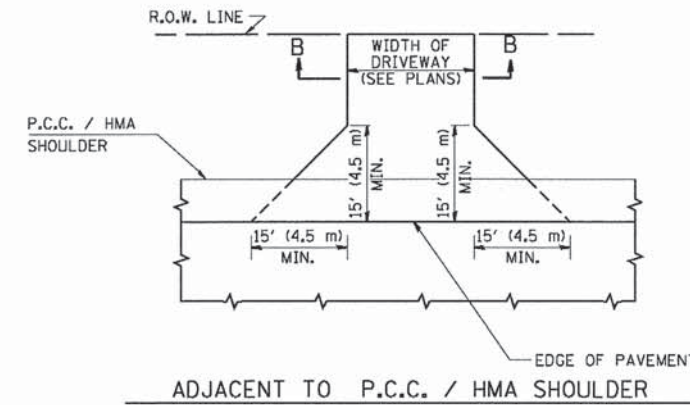 R.O.W. LINE
B
WIDTH OF
DRIVEWAY
(SEE PLANS)
B
P.C.C. / HMA
SHOULDER
15' (4.5 m)
MIN.
15' (4.5 m)
MIN.
15' (4.5 m)
MIN.
15' (4.5 m)
MIN.
EDGE OF PAVEMENT
ADJACENT TO P.C.C. / HMA SHOULDER